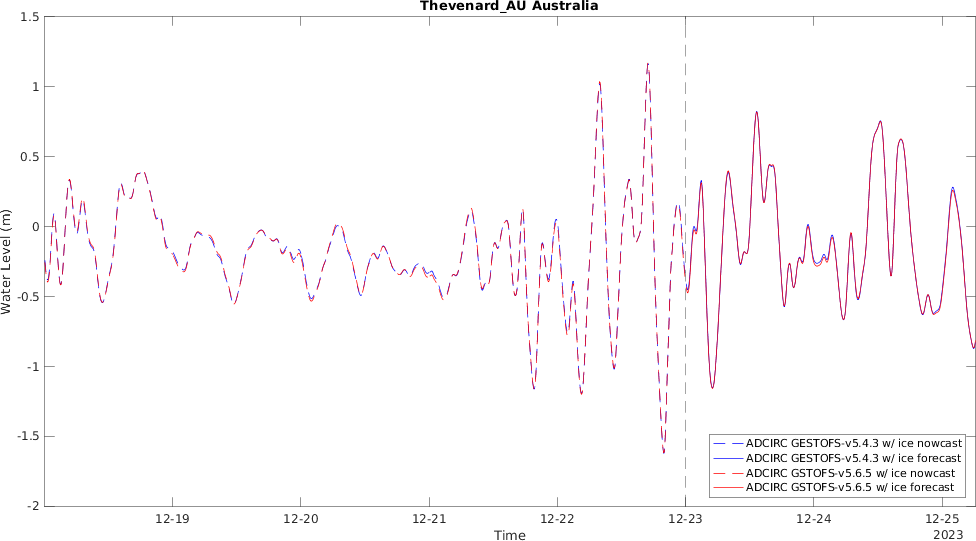 Thevenard_AU Australia
1.5
1
0.5
0
-0.5
-1
-1.5
-2
Water Level (m)
12-19
12-20
12-21
12-22
12-23
12-24
12-25
Time
2023
ADCIRC GESTOFS-v5.4.3 w/ ice nowcast
ADCIRC GESTOFS-v5.4.3 w/ ice forecast
ADCIRC GSTOFS-v5.6.5 w/ ice nowcast
ADCIRC GSTOFS-v5.6.5 w/ ice forecast